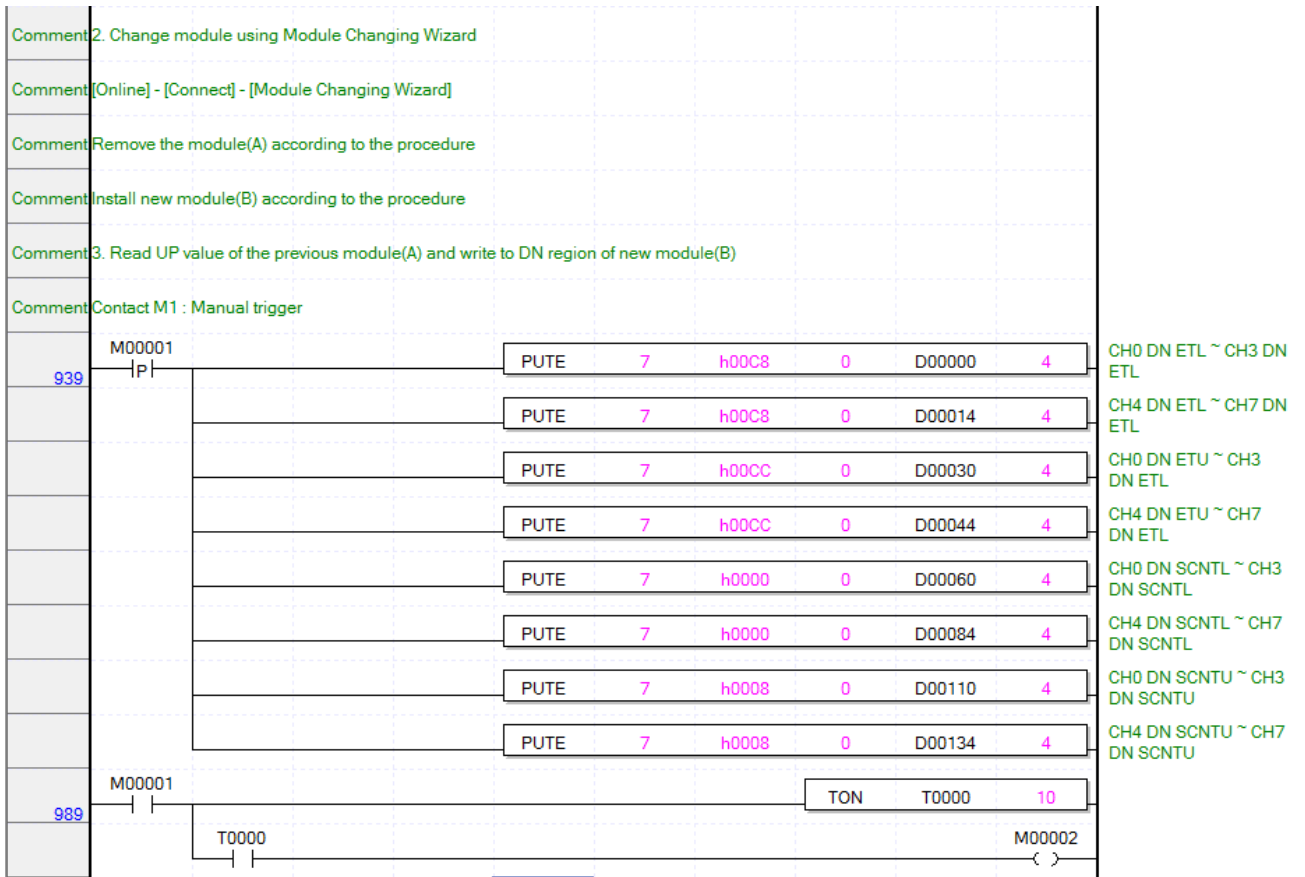 Comment 2. Change module using Module Changing Wizard
Comment [Online] - [Connect] - [Module Changing Wizard]
Comment Remove the module(A) according to the procedure
Comment Install new module(B) according to the procedure
Comment 3. Read UP value of the previous module(A) and write to DN region of new module(B)
Comment Contact M1 : Manual trigger
M00001
939 P PUTE 7 h00C8 0 D00000 4 CH0 DN ETL ~ CH3 DN
ETL
PUTE 7 h00C8 0 D00014 4 CH4 DN ETL ~ CH7 DN
ETL
PUTE 7 h00CC 0 D00030 4 CH0 DN ETU ~ CH3
DN ETL
PUTE 7 h00CC 0 D00044 4 CH4 DN ETU ~ CH7
DN ETL
PUTE 7 h0000 0 D00060 4 CH0 DN SCNTL ~ CH3
DN SCNTL
PUTE 7 h0000 0 D00084 4 CH4 DN SCNTL ~ CH7
DN SCNTL
PUTE 7 h0008 0 D00110 4 CH0 DN SCNTU ~ CH3
DN SCNTU
PUTE 7 h0008 0 D00134 4 CH4 DN SCNTU ~ CH7
DN SCNTU
M00001
989 TON T0000 10
T0000 M00002